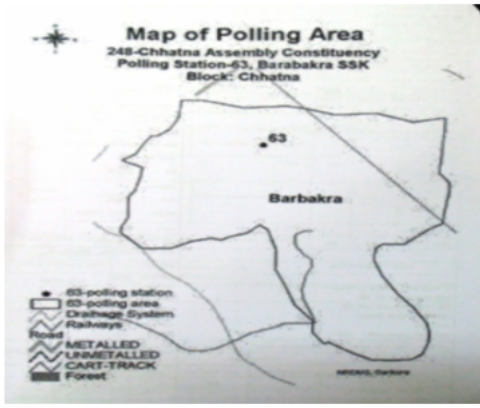 Map of Polling Area
248-Chhatna Assembly Constituency
Polling Station-63, Barabakra SSK
Block: Chhatna
63
Barbakra
63-polling station
63-polling area
Drainage System
Railways
Road
METALLED
UNMETALLED
CART-TRACK
Forest